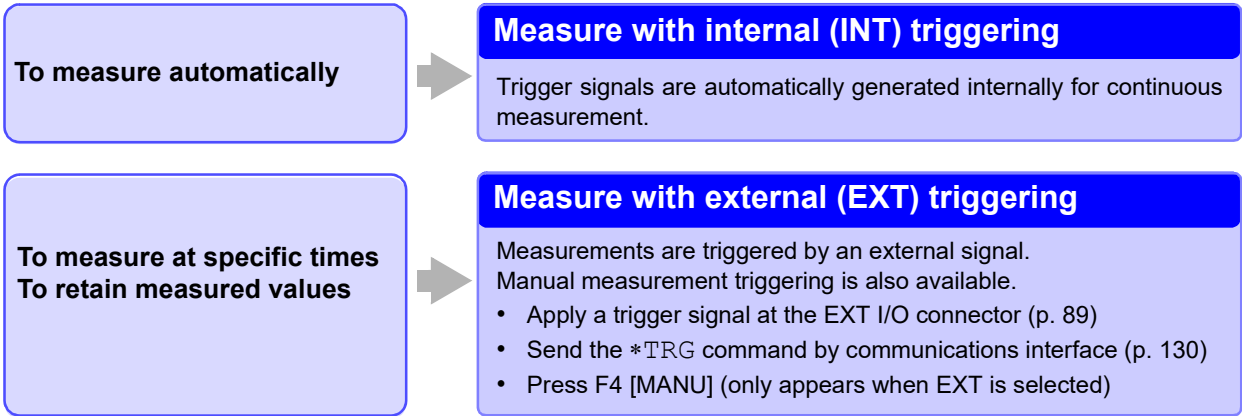 To measure automatically
Measure with internal (INT) triggering
Trigger signals are automatically generated internally for continuous
measurement.
To measure at specific times
To retain measured values
Measure with external (EXT) triggering
Measurements are triggered by an external signal.
Manual measurement triggering is also available.
• Apply a trigger signal at the EXT I/O connector (p. 89)
• Send the *TRG command by communications interface (p. 130)
• Press F4 [MANU] (only appears when EXT is selected)